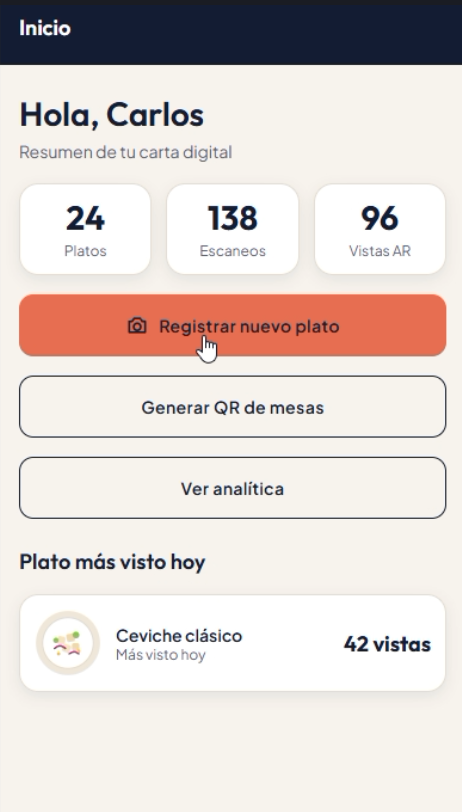 Inicio
Hola, Carlos
Resumen de tu carta digital
24
Platos
138
Escaneos
96
Vistas AR
Registrar nuevo plato
Generar QR de mesas
Ver analítica
Plato más visto hoy
Ceviche clásico
Más visto hoy
42 vistas